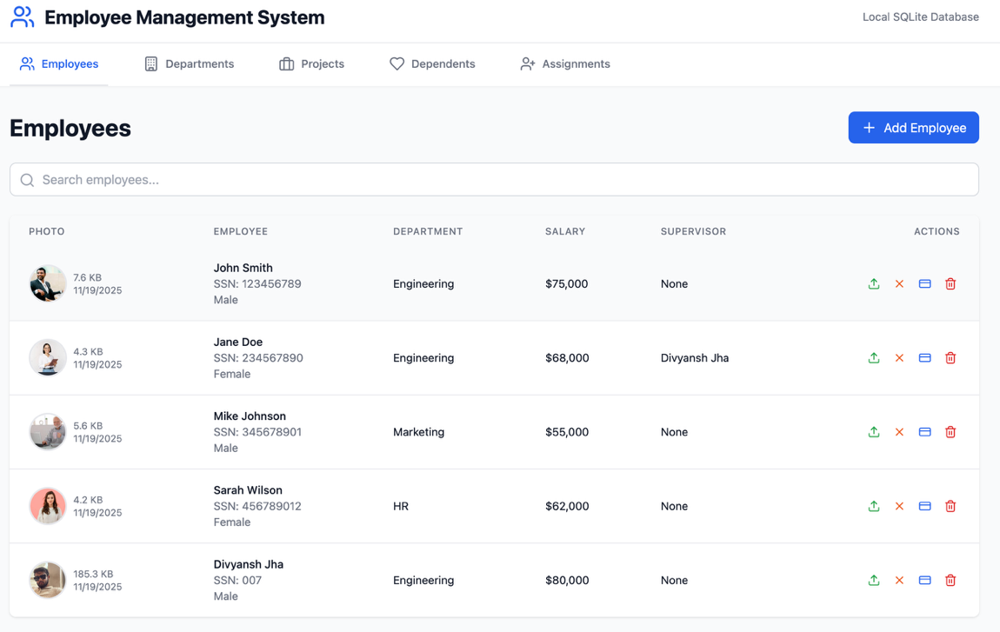 Employee Management System
Local SQLite Database
Employees
Departments
Projects
Dependents
Assignments
Employees
Add Employee
Search employees...
PHOTO EMPLOYEE DEPARTMENT SALARY SUPERVISOR ACTIONS
7.6 KB
11/19/2025
John Smith
SSN: 123456789
Male
Engineering
$75,000
None
4.3 KB
11/19/2025
Jane Doe
SSN: 234567890
Female
Engineering
$68,000
Divyansh Jha
5.6 KB
11/19/2025
Mike Johnson
SSN: 345678901
Male
Marketing
$55,000
None
4.2 KB
11/19/2025
Sarah Wilson
SSN: 456789012
Female
HR
$62,000
None
185.3 KB
11/19/2025
Divyansh Jha
SSN: 007
Male
Engineering
$80,000
None